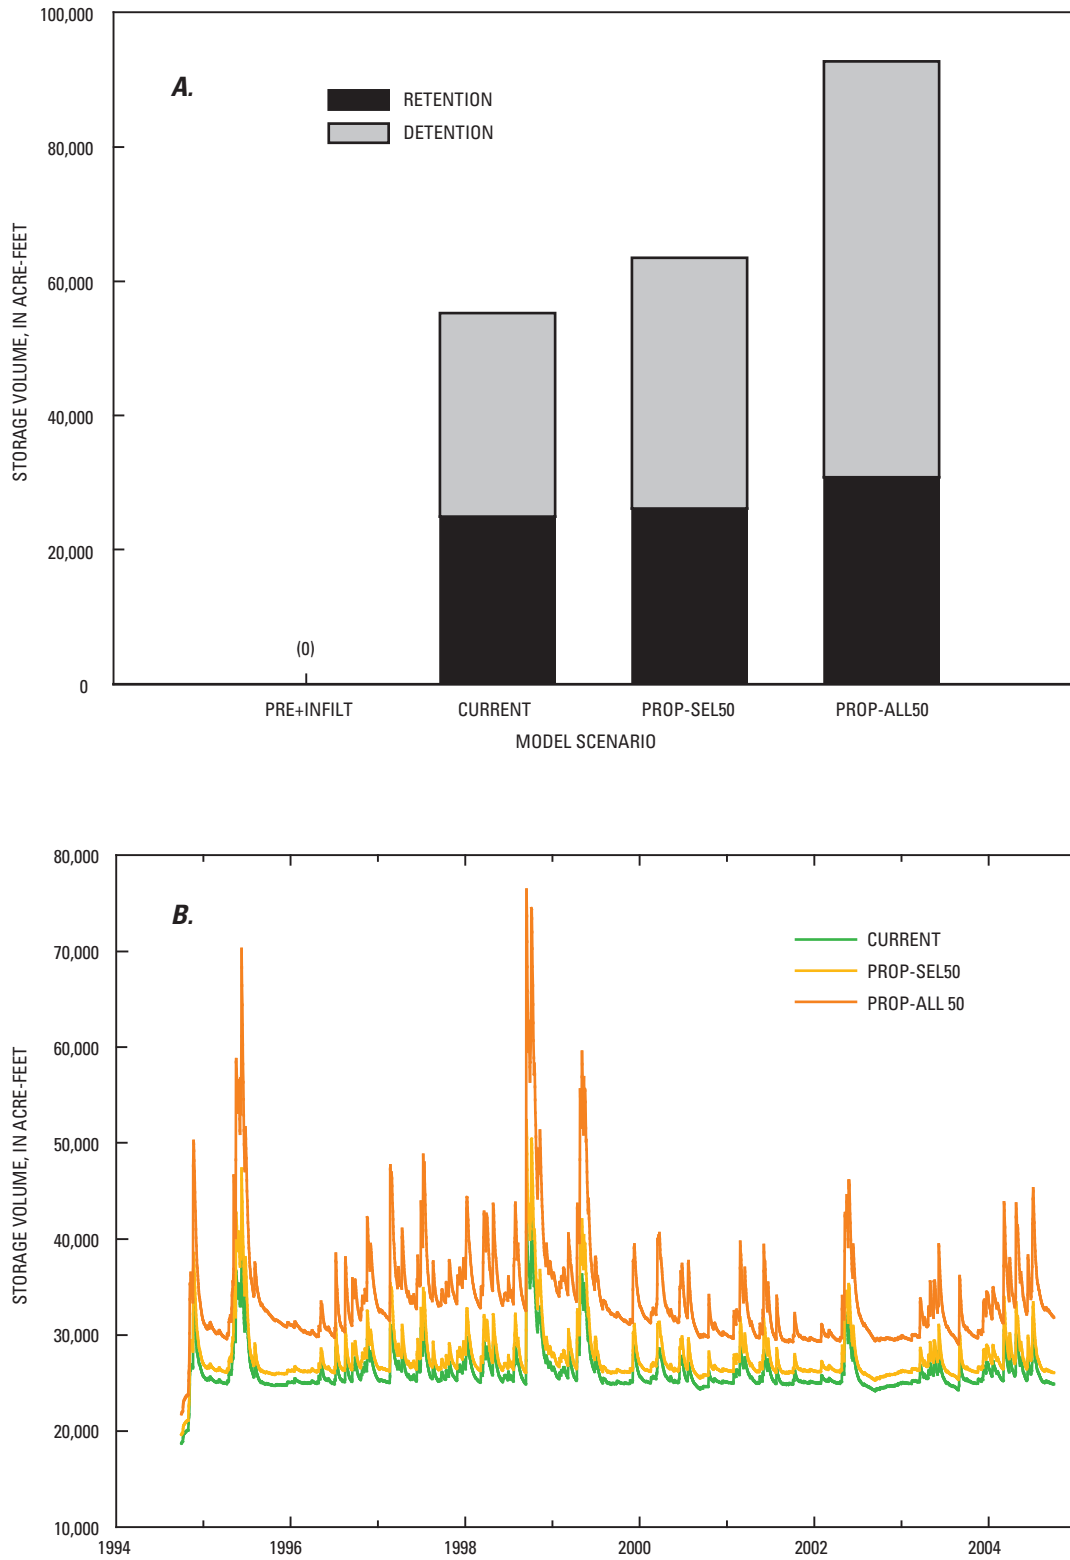 100,000
80,000
60,000
40,000
20,000
0
STORAGE VOLUME, IN ACRE-FEET
A.
RETENTION
DETENTION
(0)
PRE+INFILT
CURRENT
PROP-SEL50
PROP-ALL50
MODEL SCENARIO
80,000
70,000
60,000
50,000
40,000
30,000
20,000
10,000
STORAGE VOLUME, IN ACRE-FEET
B.
CURRENT
PROP-SEL50
PROP-ALL 50
1994
1996
1998
2000
2002
2004